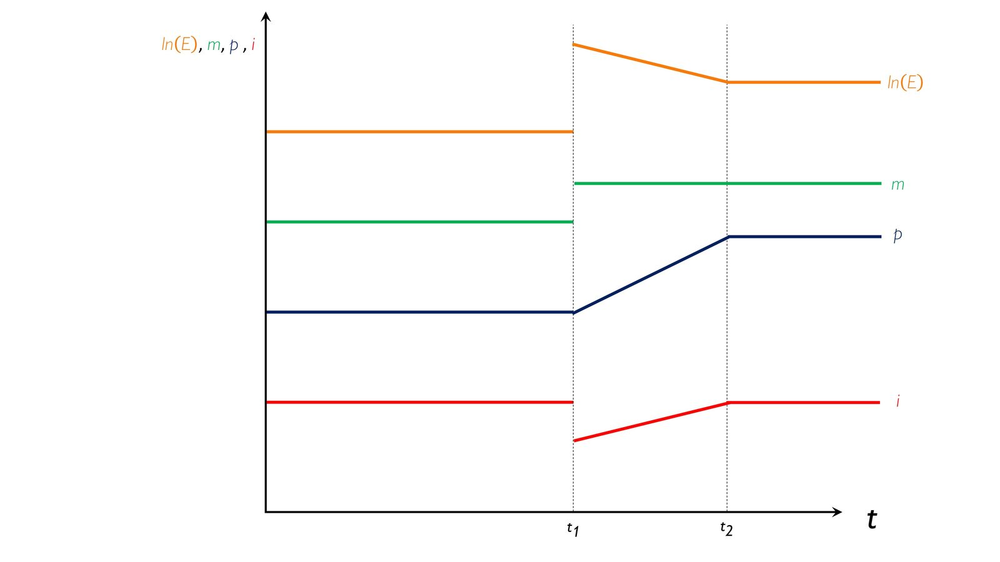 ln(E), m, p , i
ln(E)
m
p
i
t
t1
t2